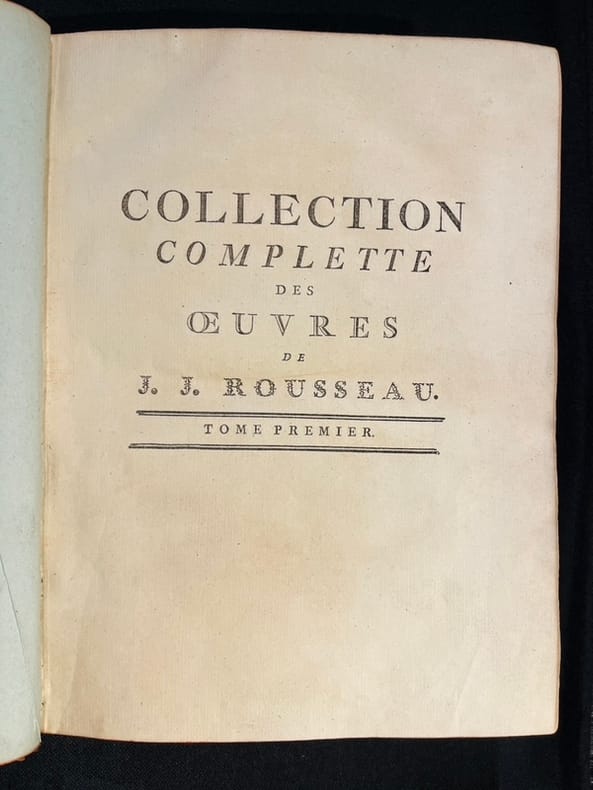 COLLECTION
COMPLETTE
DES
ŒUVRES
DE
J. J. ROUSSEAU.
TOME PREMIER.